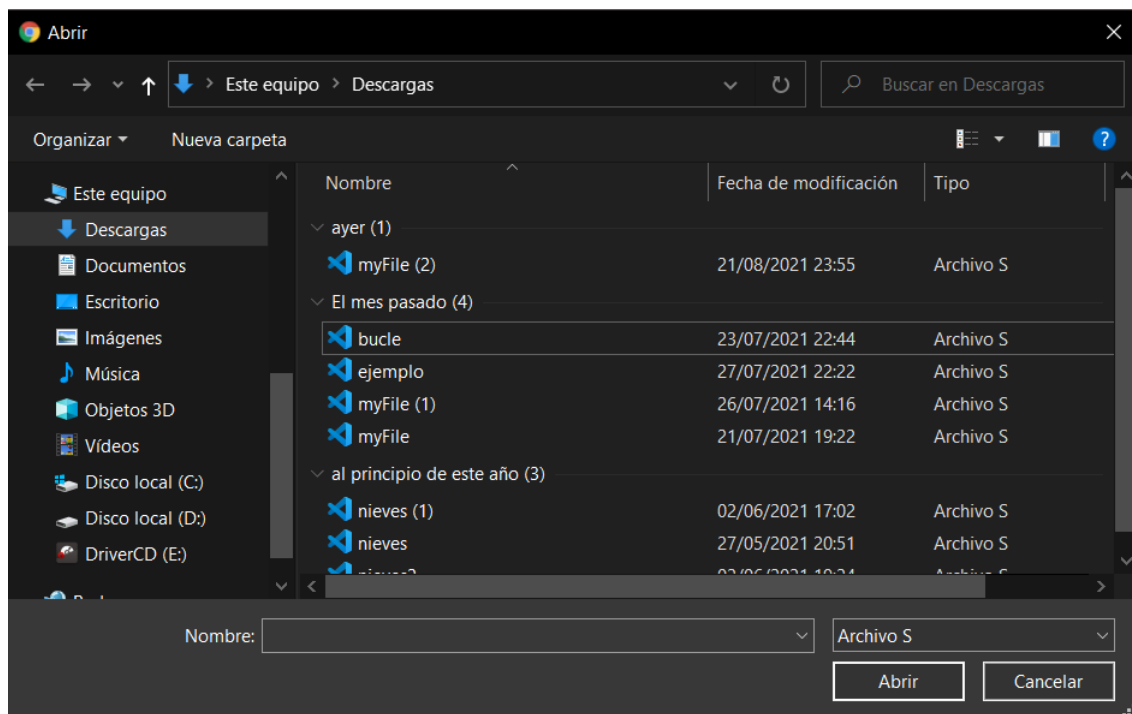 Abrir
Este equipo > Descargas
Buscar en Descargas
Organizar
Nueva carpeta
Este equipo
Descargas
Documentos
Escritorio
Imágenes
Música
Objetos 3D
Vídeos
Disco local (C:)
Disco local (D:)
DriverCD (E:)
Nombre Fecha de modificación Tipo
ayer (1)
myFile (2) 21/08/2021 23:55 Archivo S
El mes pasado (4)
bucle 23/07/2021 22:44 Archivo S
ejemplo 27/07/2021 22:22 Archivo S
myFile (1) 26/07/2021 14:16 Archivo S
myFile 21/07/2021 19:22 Archivo S
al principio de este año (3)
nieves (1) 02/06/2021 17:02 Archivo S
nieves 27/05/2021 20:51 Archivo S
Nombre:
Archivo S
Abrir
Cancelar